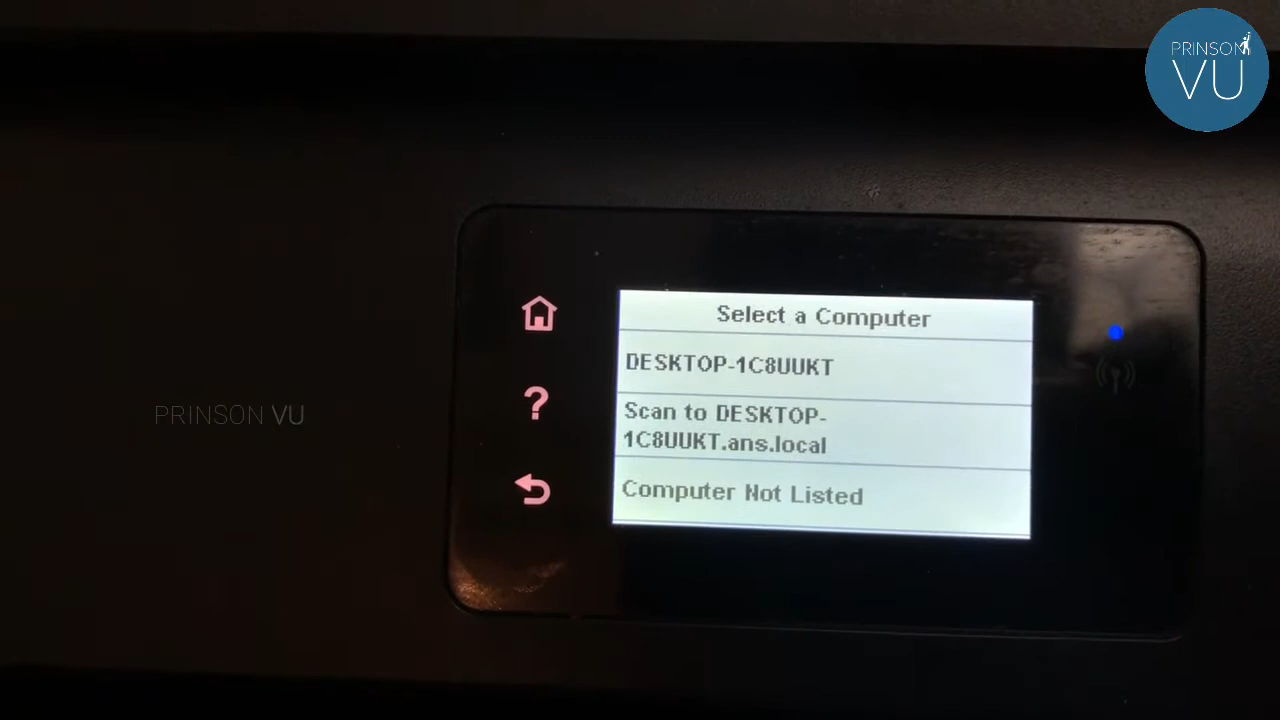 PRINSON
VU
Select a Computer
DESKTOP-1C8UUKT
Scan to DESKTOP-
1C8UUKT.ans.local
PRINSON VU
Computer Not Listed